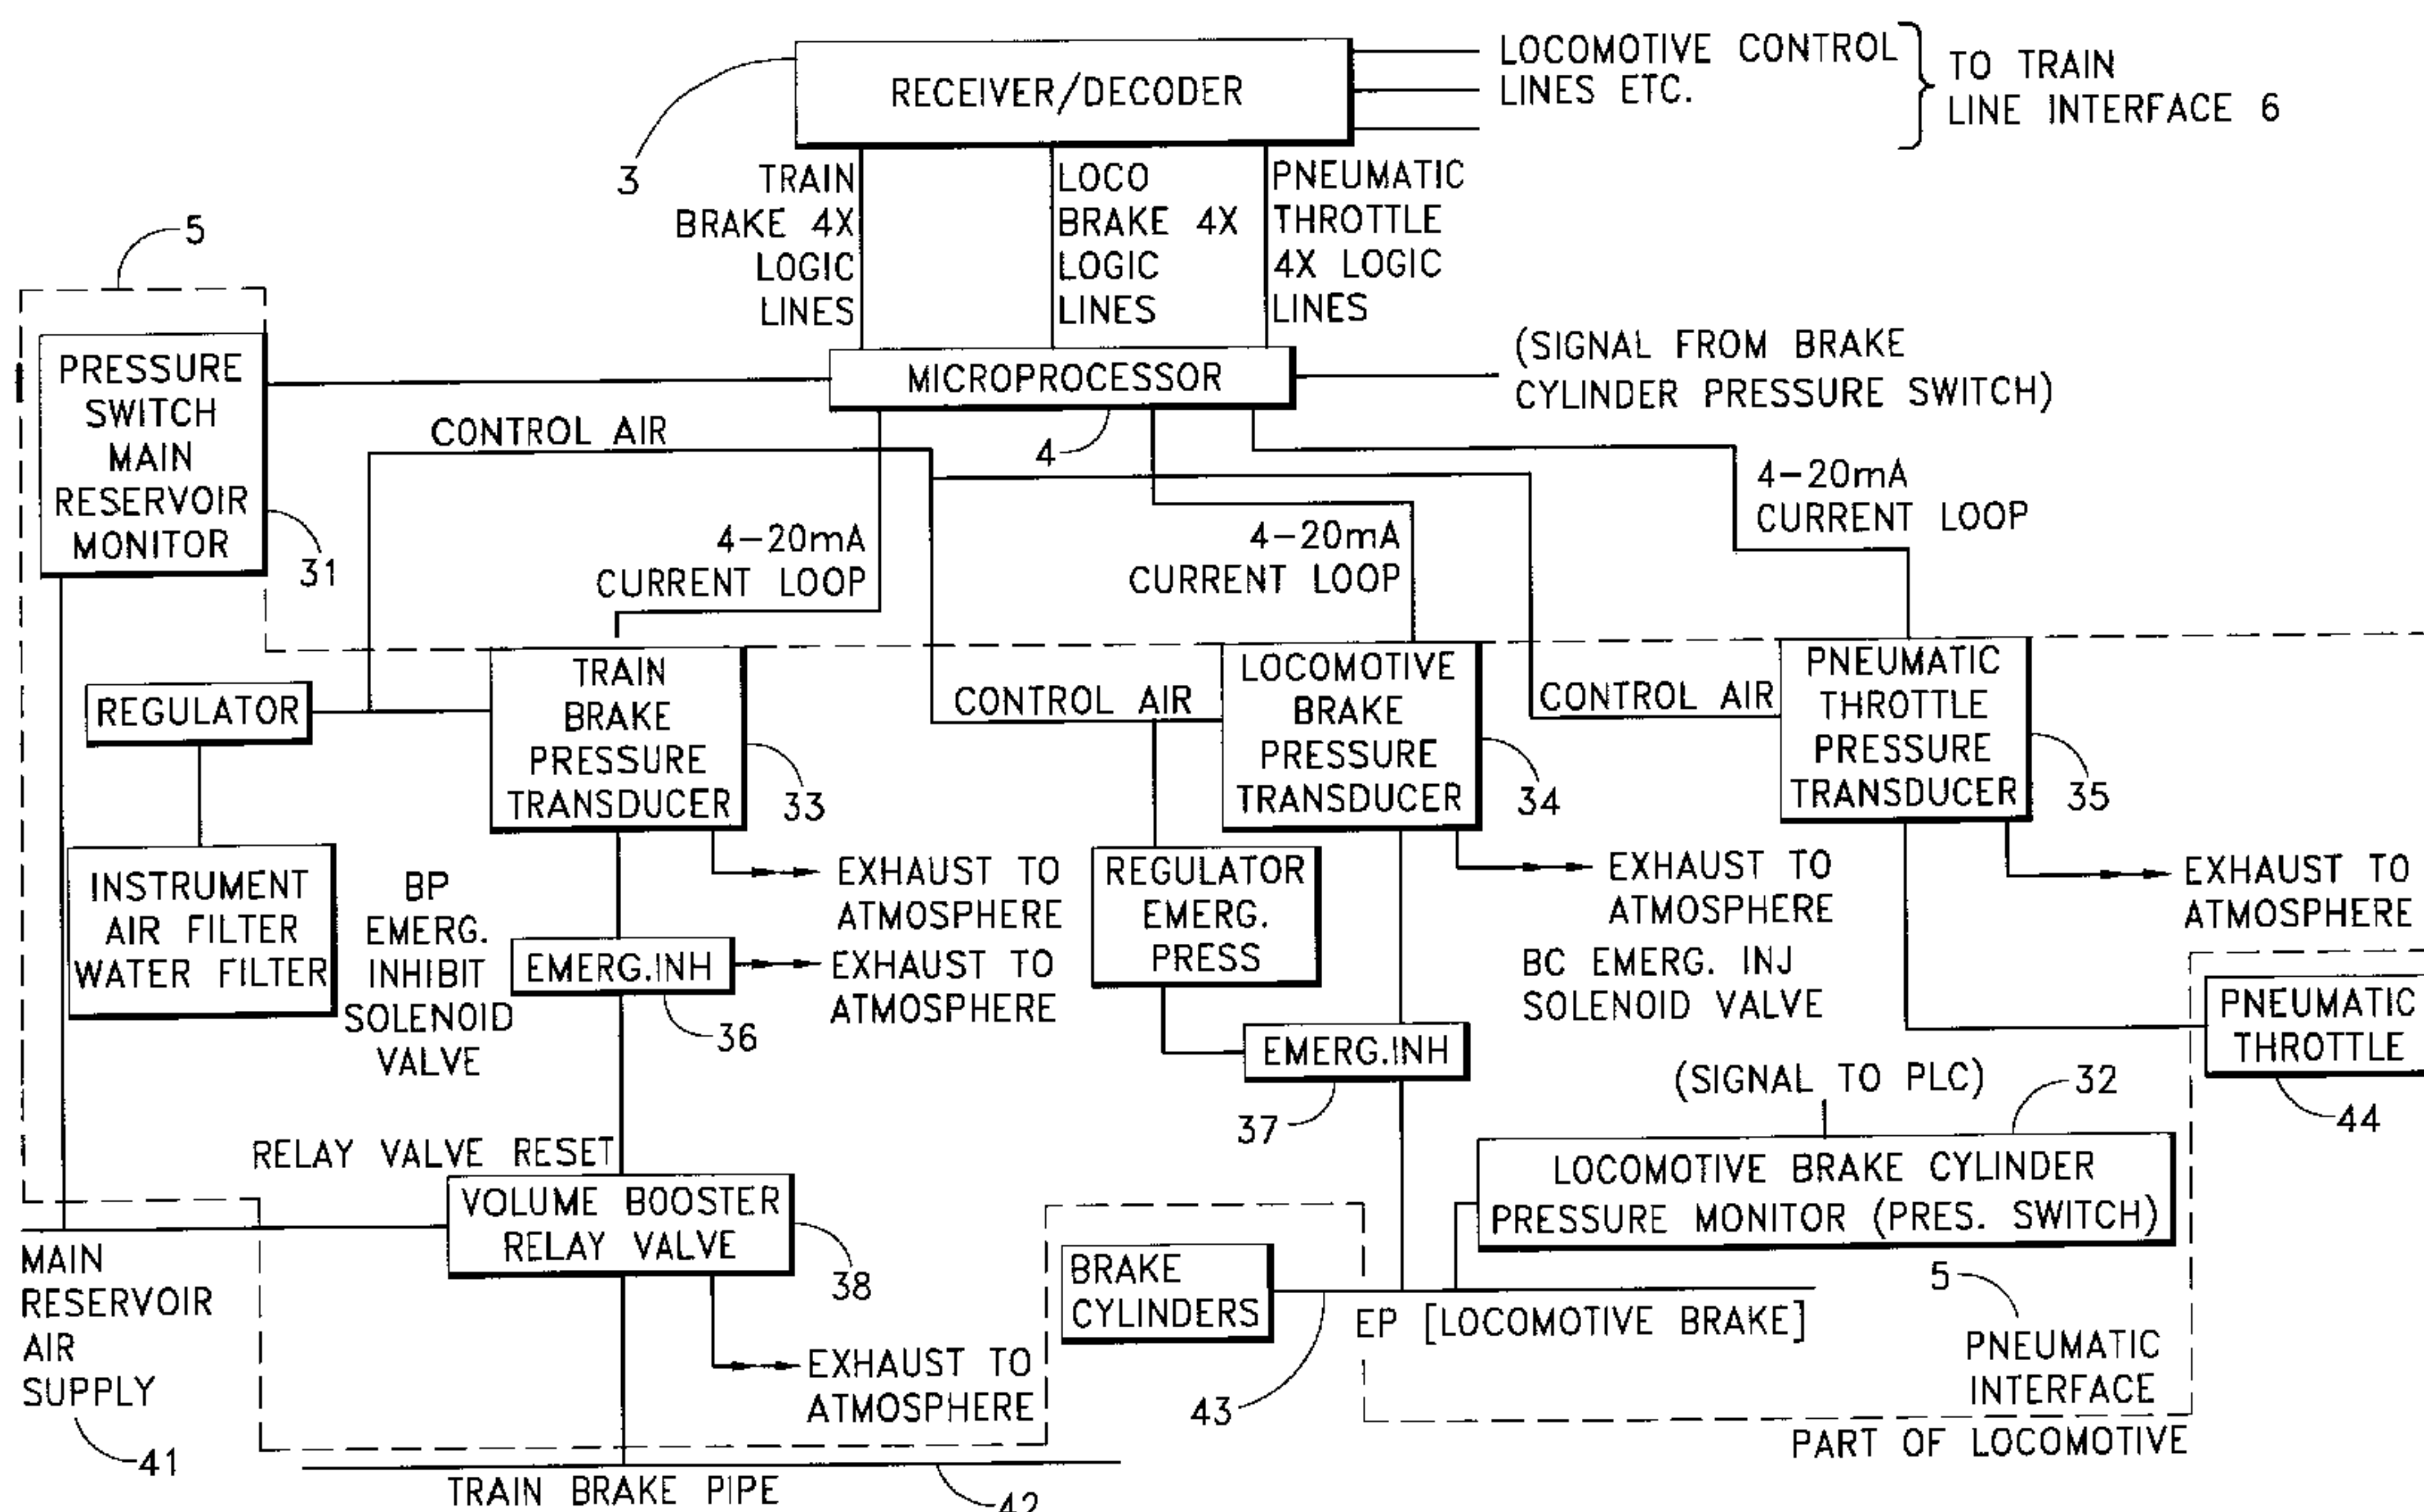 RECEIVER/DECODER
LOCOMOTIVE CONTROL
LINES ETC.
TO TRAIN
LINE INTERFACE 6
3
TRAIN
BRAKE 4X
LOGIC
LINES
LOCO
BRAKE 4X
LOGIC
LINES
PNEUMATIC
THROTTLE
4X LOGIC
LINES
5
PRESSURE
SWITCH
MAIN
RESERVOIR
MONITOR
31
MICROPROCESSOR
4
(SIGNAL FROM BRAKE
CYLINDER PRESSURE SWITCH)
CONTROL AIR
4-20mA
CURRENT LOOP
4-20mA
CURRENT LOOP
4-20mA
CURRENT LOOP
REGULATOR
TRAIN
BRAKE
PRESSURE
TRANSDUCER
33
CONTROL AIR
LOCOMOTIVE
BRAKE
PRESSURE
TRANSDUCER
34
CONTROL AIR
PNEUMATIC
THROTTLE
PRESSURE
TRANSDUCER
35
INSTRUMENT
AIR FILTER
WATER FILTER
BP
EMERG.
INHIBIT
SOLENOID
VALVE
EXHAUST TO
ATMOSPHERE
EMERG.INH
EXHAUST TO
ATMOSPHERE
36
REGULATOR
EMERG.
PRESS
EXHAUST TO
ATMOSPHERE
BC EMERG. INJ
SOLENOID VALVE
EXHAUST TO
ATMOSPHERE
EMERG.INH
37
PNEUMATIC
THROTTLE
44
(SIGNAL TO PLC)
32
LOCOMOTIVE BRAKE CYLINDER
PRESSURE MONITOR (PRES. SWITCH)
RELAY VALVE RESET
VOLUME BOOSTER
RELAY VALVE
38
MAIN
RESERVOIR
AIR
SUPPLY
41
EXHAUST TO
ATMOSPHERE
BRAKE
CYLINDERS
43
EP [LOCOMOTIVE BRAKE]
5
PNEUMATIC
INTERFACE
PART OF LOCOMOTIVE
TRAIN BRAKE PIPE
42